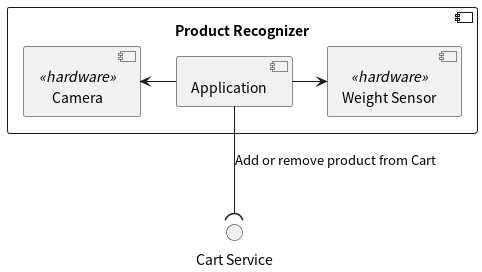 Product Recognizer
«hardware»
Camera
Application
«hardware»
Weight Sensor
Add or remove product from Cart
Cart Service